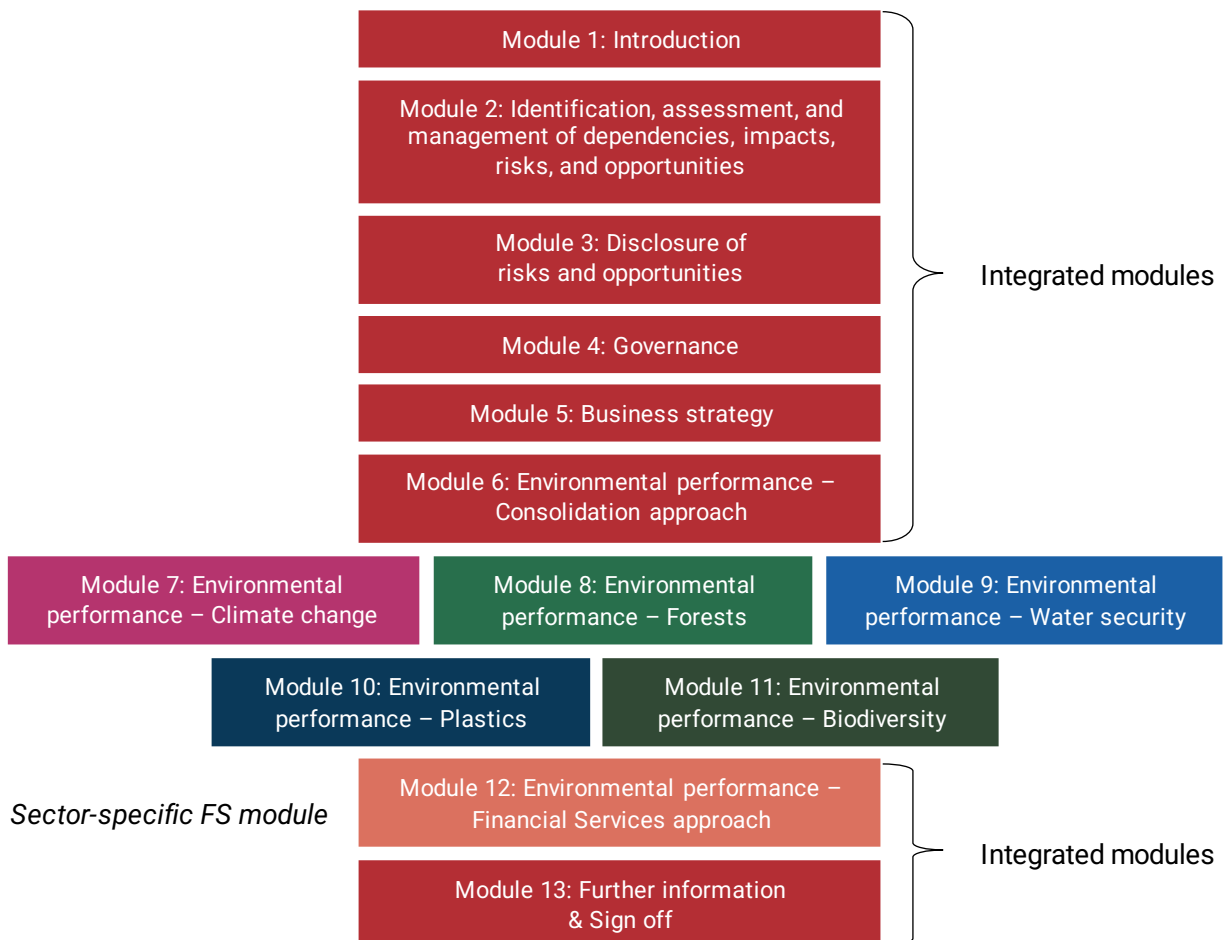 Module 1: Introduction
Module 2: Identification, assessment, and
management of dependencies, impacts,
risks, and opportunities
Module 3: Disclosure of
risks and opportunities
Integrated modules
Module 4: Governance
Module 5: Business strategy
Module 6: Environmental performance –
Consolidation approach
Module 7: Environmental
performance – Climate change
Module 8: Environmental
performance – Forests
Module 9: Environmental
performance – Water security
Module 10: Environmental
performance – Plastics
Module 11: Environmental
performance – Biodiversity
Sector-specific FS module
Module 12: Environmental performance –
Financial Services approach
Integrated modules
Module 13: Further information
& Sign off